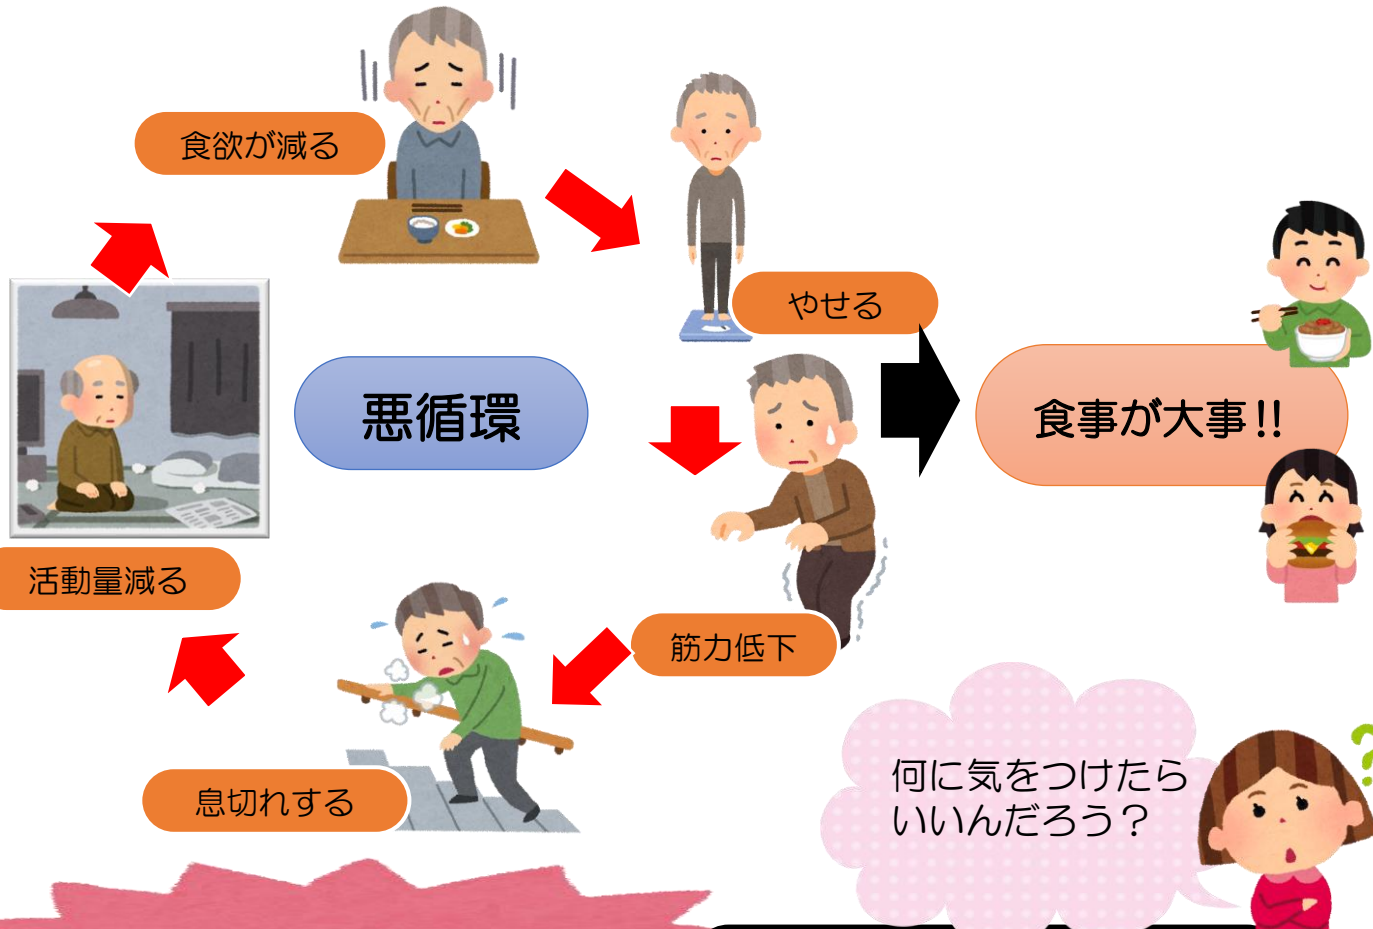 食欲が減る
やせる
悪循環
食事が大事!!
活動量減る
筋力低下
息切れする
何に気をつけたら
いいんだろう？
?